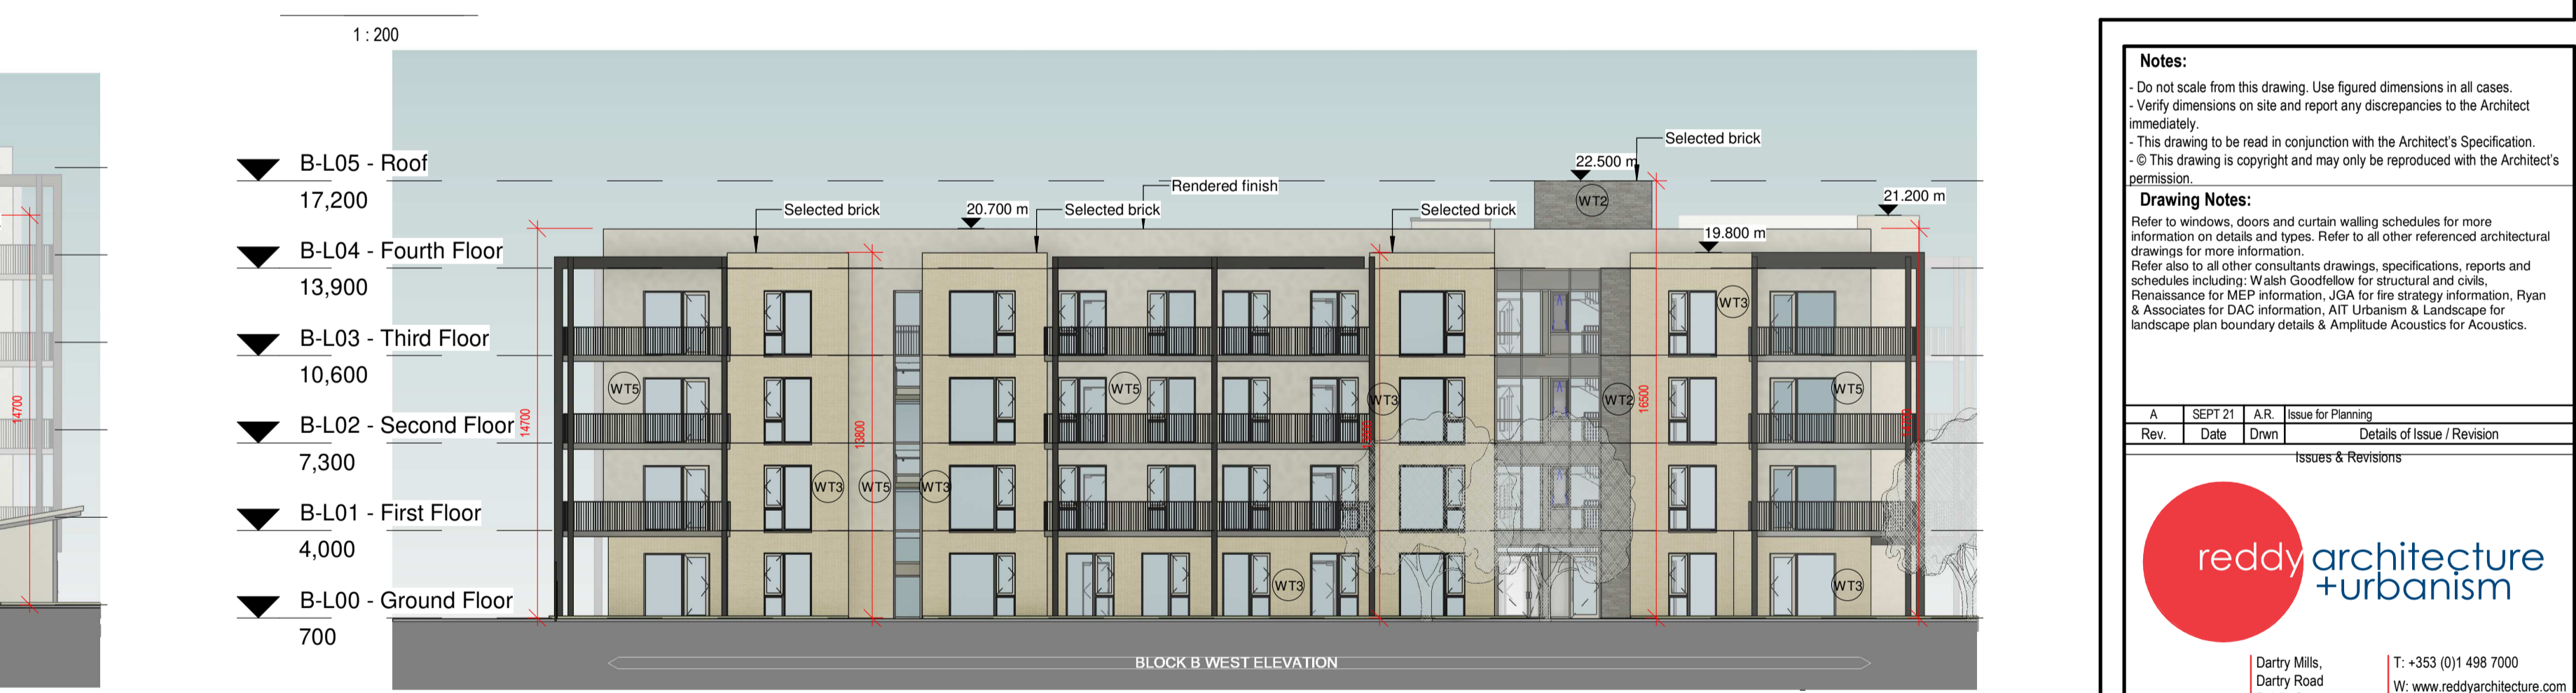 1 : 200
B-L05 - Roof
17,200
B-L04 - Fourth Floor
13,900
B-L03 - Third Floor
10,600
B-L02 - Second Floor
7,300
B-L01 - First Floor
4,000
B-L00 - Ground Floor
700
14700
14700
Selected brick
20.700 m
Selected brick
Rendered finish
Selected brick
22.500 m
Selected brick
21.200 m
19.800 m
WT2
WT3
WT5
WT5
WT3
WT2
WT5
WT3
WT5
WT3
WT3
WT3
13800
16500
BLOCK B WEST ELEVATION
Notes:
- Do not scale from this drawing. Use figured dimensions in all cases.
- Verify dimensions on site and report any discrepancies to the Architect
immediately.
- This drawing to be read in conjunction with the Architect's Specification.
- © This drawing is copyright and may only be reproduced with the Architect's
permission.
Drawing Notes:
Refer to windows, doors and curtain walling schedules for more
information on details and types. Refer to all other referenced architectural
drawings for more information.
Refer also to all other consultants drawings, specifications, reports and
schedules including: Walsh Goodfellow for structural and civils,
Renaissance for MEP information, JGA for fire strategy information, Ryan
& Associates for DAC information, AIT Urbanism & Landscape for
landscape plan boundary details & Amplitude Acoustics for Acoustics.
A SEPT 21 A.R. Issue for Planning
Rev. Date Drwn Details of Issue / Revision
Issues & Revisions
reddy architecture
+urbanism
Dartry Mills,
Dartry Road
T: +353 (0)1 498 7000
W: www.reddyarchitecture.com